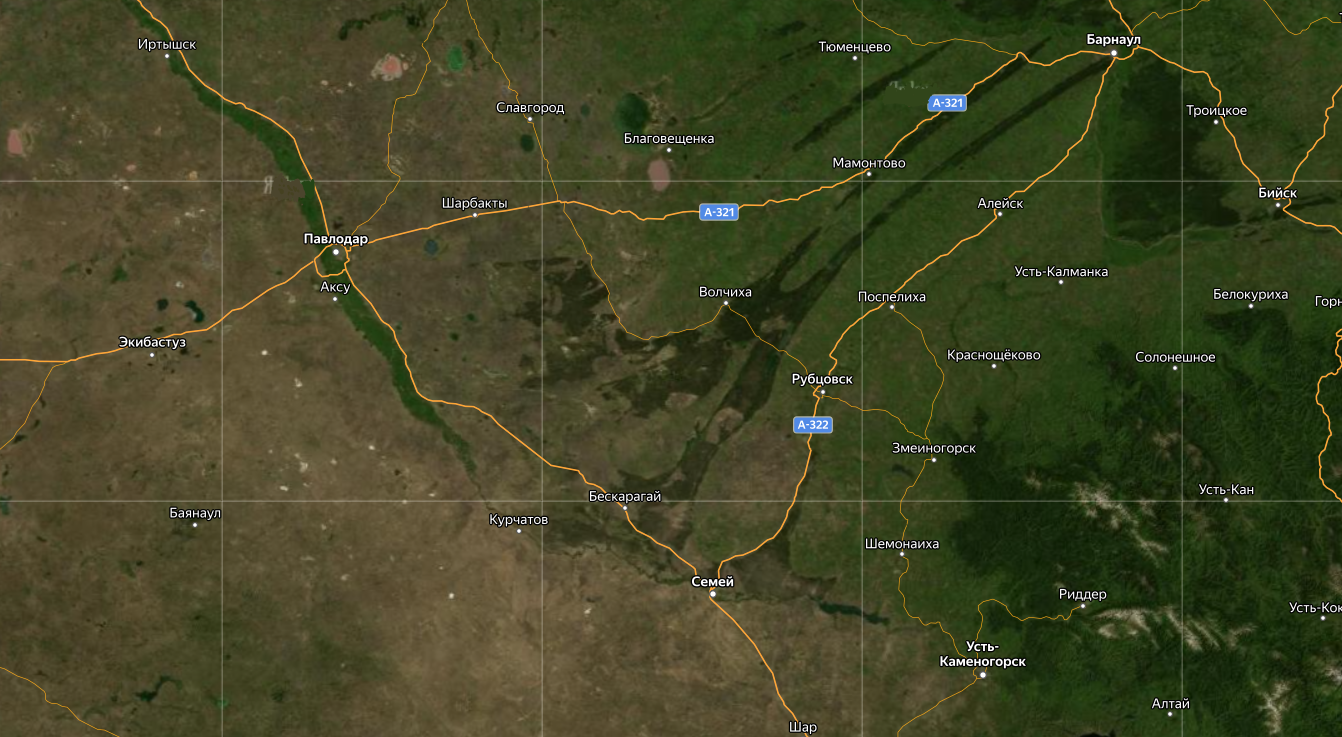 Барнаул
Иртышск
Тюменцево
А-321
Славгород
Троицкое
Благовещенка
Мамонтово
Бийск
Шарбакты
Алейск
А-321
Павлодар
Усть-Калманка
Аксу
Волчиха
Поспелиха
Белокуриха
Горн
Экибастуз
Краснощёково
Солонешное
Рубцовск
А-322
Змеиногорск
Усть-Кан
Бескарагай
Баянаул
Курчатов
Шемонаиха
Семей
Риддер
Усть-Кок
Усть-
Каменогорск
Алтай
Шар